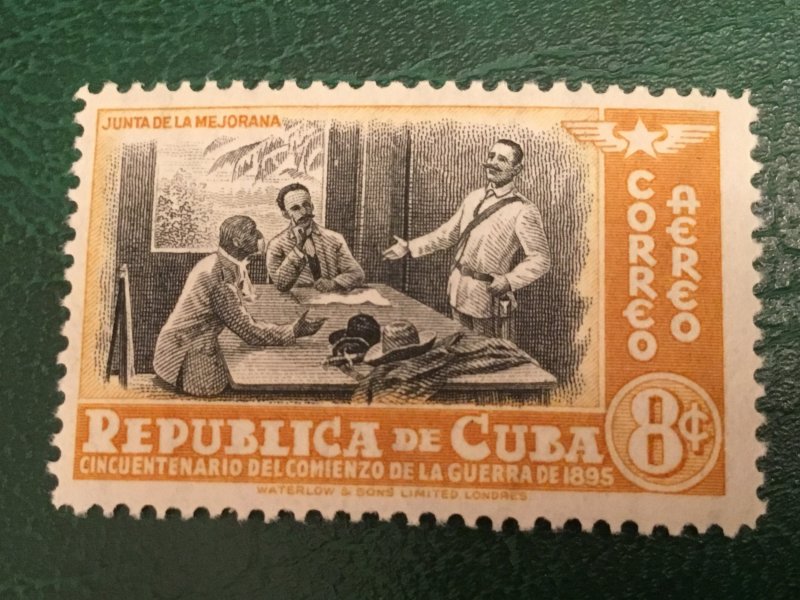 JUNTA DE LA MEJORANA
CORREO
AEREO
8¢
REPUBLICA DE CUBA
CINCUENTENARIO DEL COMIENZO DE LA GUERRA DE 1895
WATERLOW & SONS LIMITED. LONDRES